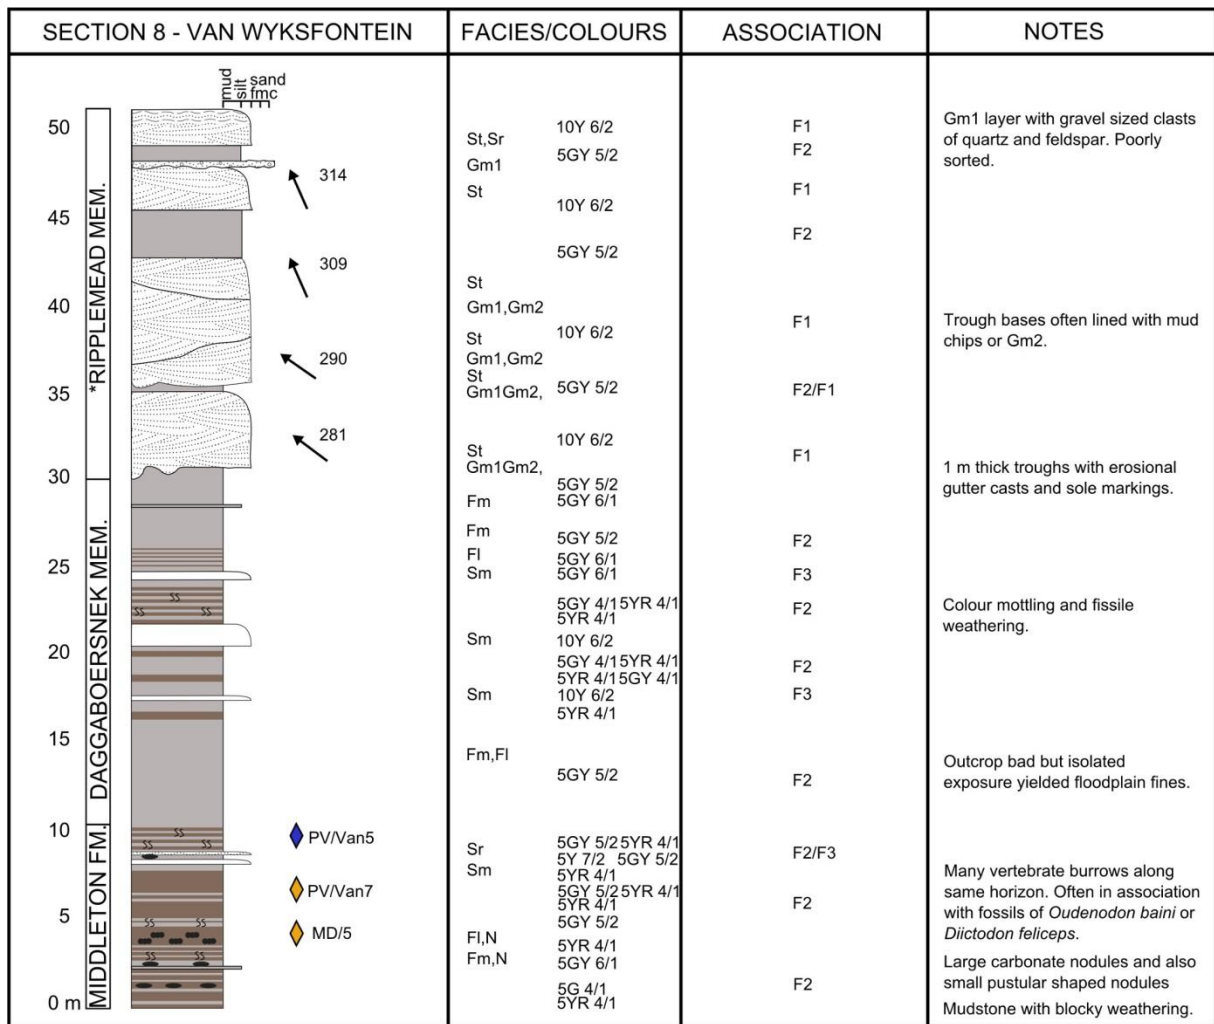 SECTION 8 - VAN WYKSFONTEIN
FACIES/COLOURS
ASSOCIATION
NOTES
mud
silt
sand
fmc
50
45
40
35
30
25
20
15
10
5
0 m
*RIPPLEMEAD MEM.
DAGGABOERSNEK MEM.
MIDDLETON FM.
314
309
290
281
PV/Van5
PV/Van7
MD/5
St,Sr
Gm1
St
St
Gm1,Gm2
St
Gm1,Gm2
St
Gm1Gm2,
St
Gm1Gm2,
Fm
Fm
Fl
Sm
Sm
Sm
Fm,Fl
Sr
Sm
Fl,N
Fm,N
10Y 6/2
5GY 5/2
10Y 6/2
5GY 5/2
10Y 6/2
5GY 5/2
10Y 6/2
5GY 5/2
5GY 6/1
5GY 5/2
5GY 6/1
5GY 6/1
5GY 4/1 5YR 4/1
5YR 4/1
10Y 6/2
5GY 4/1 5YR 4/1
5YR 4/1 5GY 4/1
10Y 6/2
5YR 4/1
5GY 5/2
5GY 5/2 5YR 4/1
5Y 7/2 5GY 5/2
5YR 4/1
5GY 5/2 5YR 4/1
5YR 4/1
5GY 5/2
5YR 4/1
5GY 6/1
5G 4/1
5YR 4/1
F1
F2
F1
F2
F1
F2/F1
F1
F2
F3
F2
F2
F3
F2
F2/F3
F2
F2
Gm1 layer with gravel sized clasts
of quartz and feldspar. Poorly
sorted.
Trough bases often lined with mud
chips or Gm2.
1 m thick troughs with erosional
gutter casts and sole markings.
Colour mottling and fissile
weathering.
Outcrop bad but isolated
exposure yielded floodplain fines.
Many vertebrate burrows along
same horizon. Often in association
with fossils of Oudenodon baini or
Diictodon feliceps.
Large carbonate nodules and also
small pustular shaped nodules
Mudstone with blocky weathering.